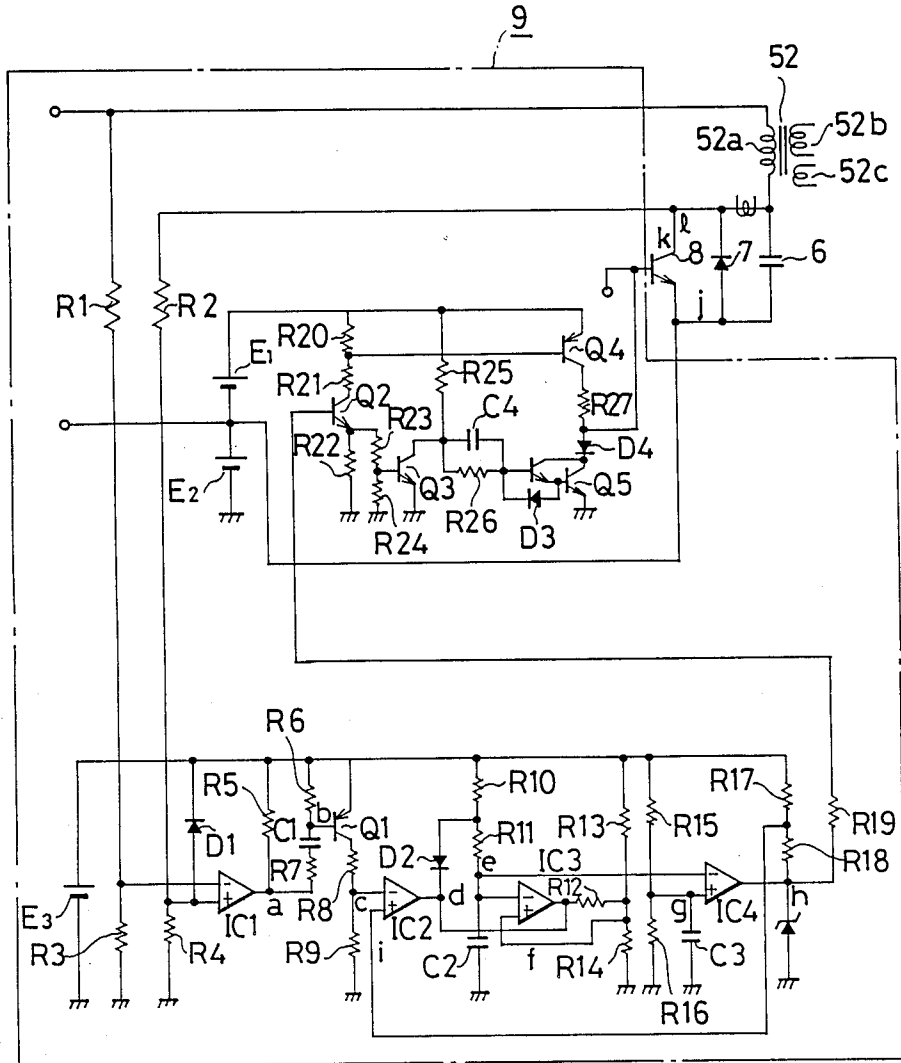 9
52
52a
52b
52c
k
l
8
7
6
j
R1
R2
E1
R20
R21
Q2
R22
R23
R24
Q3
R25
C4
R26
D3
Q4
R27
D4
Q5
E2
R6
R5
b
Q1
C1
D1
R7
R8
a
IC1
E3
R3
R4
R9
c
i
IC2
d
D2
R10
R11
e
C2
IC3
R12
f
R13
R14
R15
g
R16
C3
IC4
R17
R18
h
R19